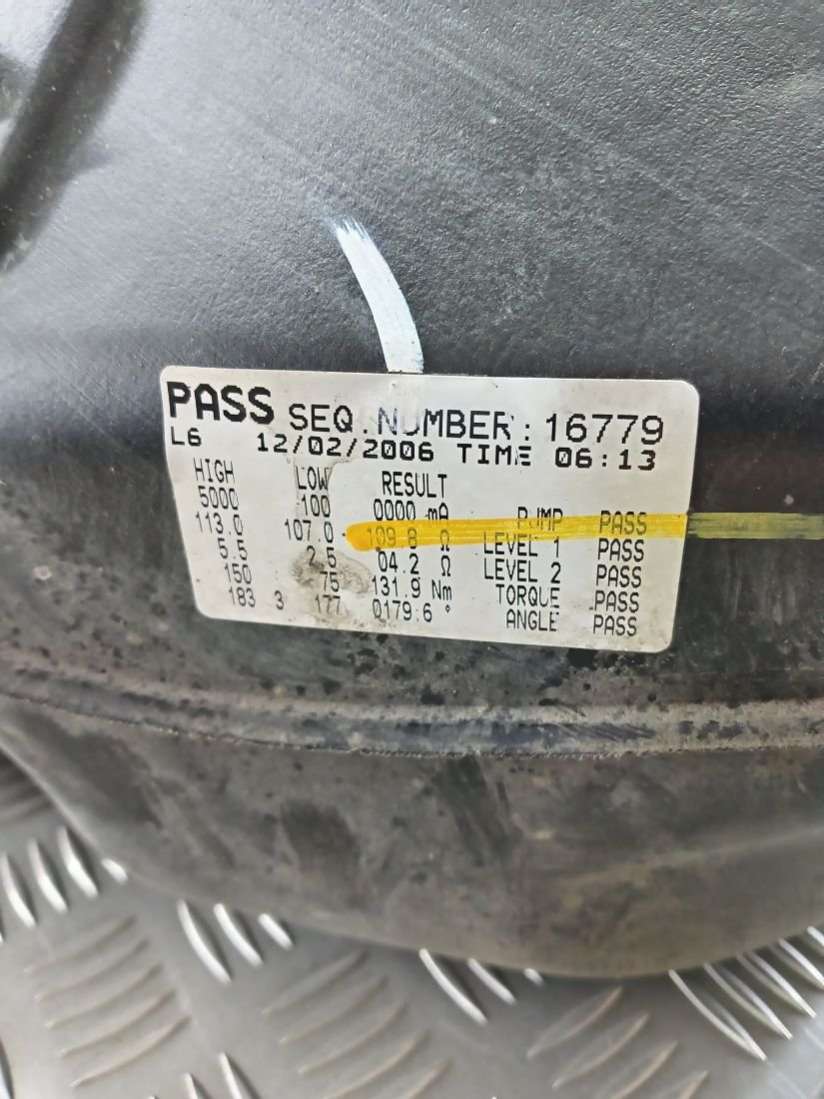 PASS SEQ.NUMBER: 16779
L6 12/02/2006 TIME 06:13
HIGH LOW RESULT
5000 100 0000 mA PUMP PASS
113.0 107.0 109.8 Ω LEVEL 1 PASS
5.5 2.5 04.2 Ω LEVEL 2 PASS
150 75 131.9 Nm TORQUE PASS
183 3 177 0179.6 ° ANGLE PASS